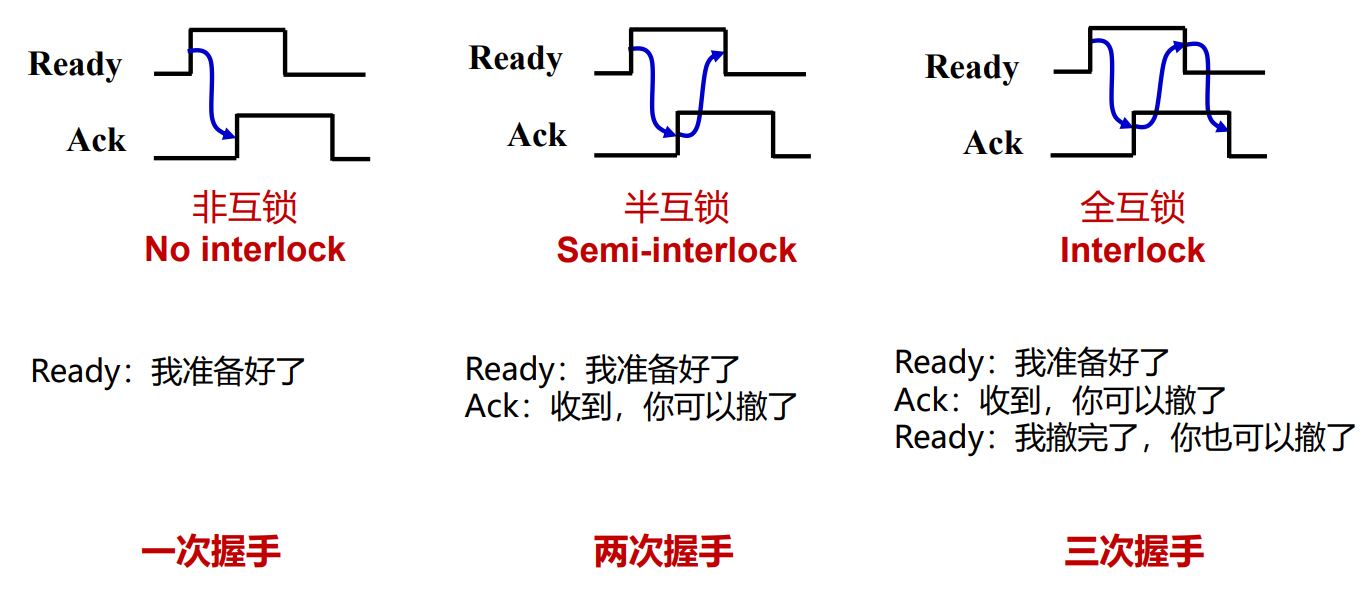 Ready
Ack
非互锁
No interlock
Ready：我准备好了
一次握手
Ready
Ack
半互锁
Semi-interlock
Ready：我准备好了
Ack：收到，你可以撤了
两次握手
Ready
Ack
全互锁
Interlock
Ready：我准备好了
Ack：收到，你可以撤了
Ready：我撤完了，你也可以撤了
三次握手